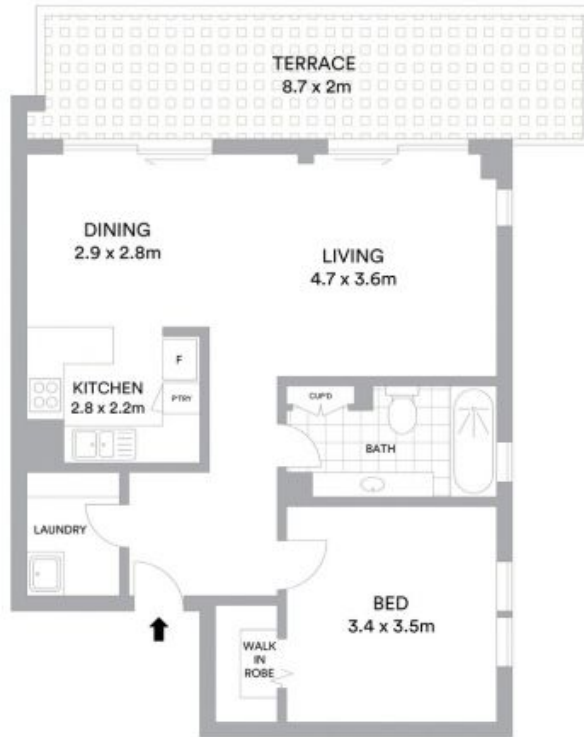 TERRACE
8.7 x 2m
DINING
2.9 x 2.8m
LIVING
4.7 x 3.6m
F
KITCHEN
2.8 x 2.2m
PTRY
CUP'D
BATH
LAUNDRY
BED
3.4 x 3.5m
WALK
IN
ROBE